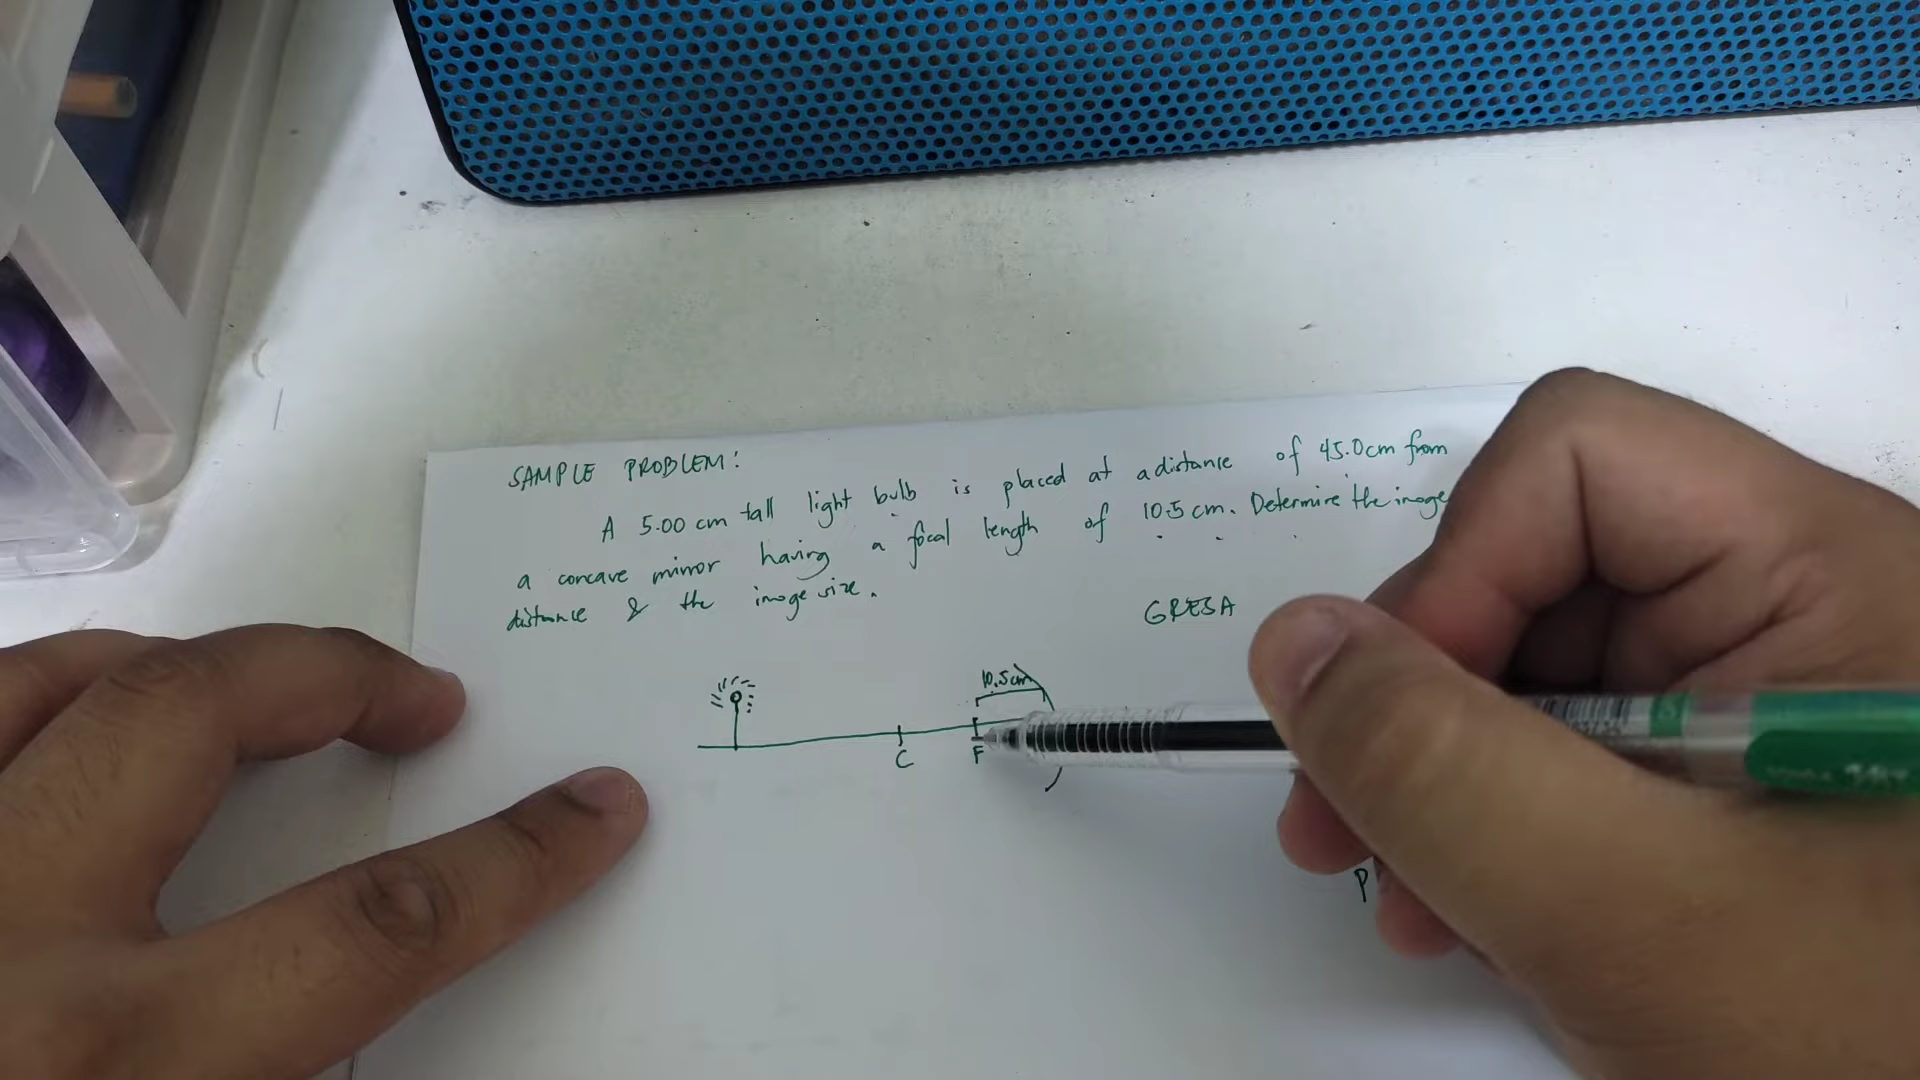 SAMPLE PROBLEM:
A 5.00 cm tall light bulb is placed at a distance of 45.0cm from
a concave mirror having a focal length of 10.5 cm. Determine the image
distance & the image size.
GRESA
10.5cm
C
F
P